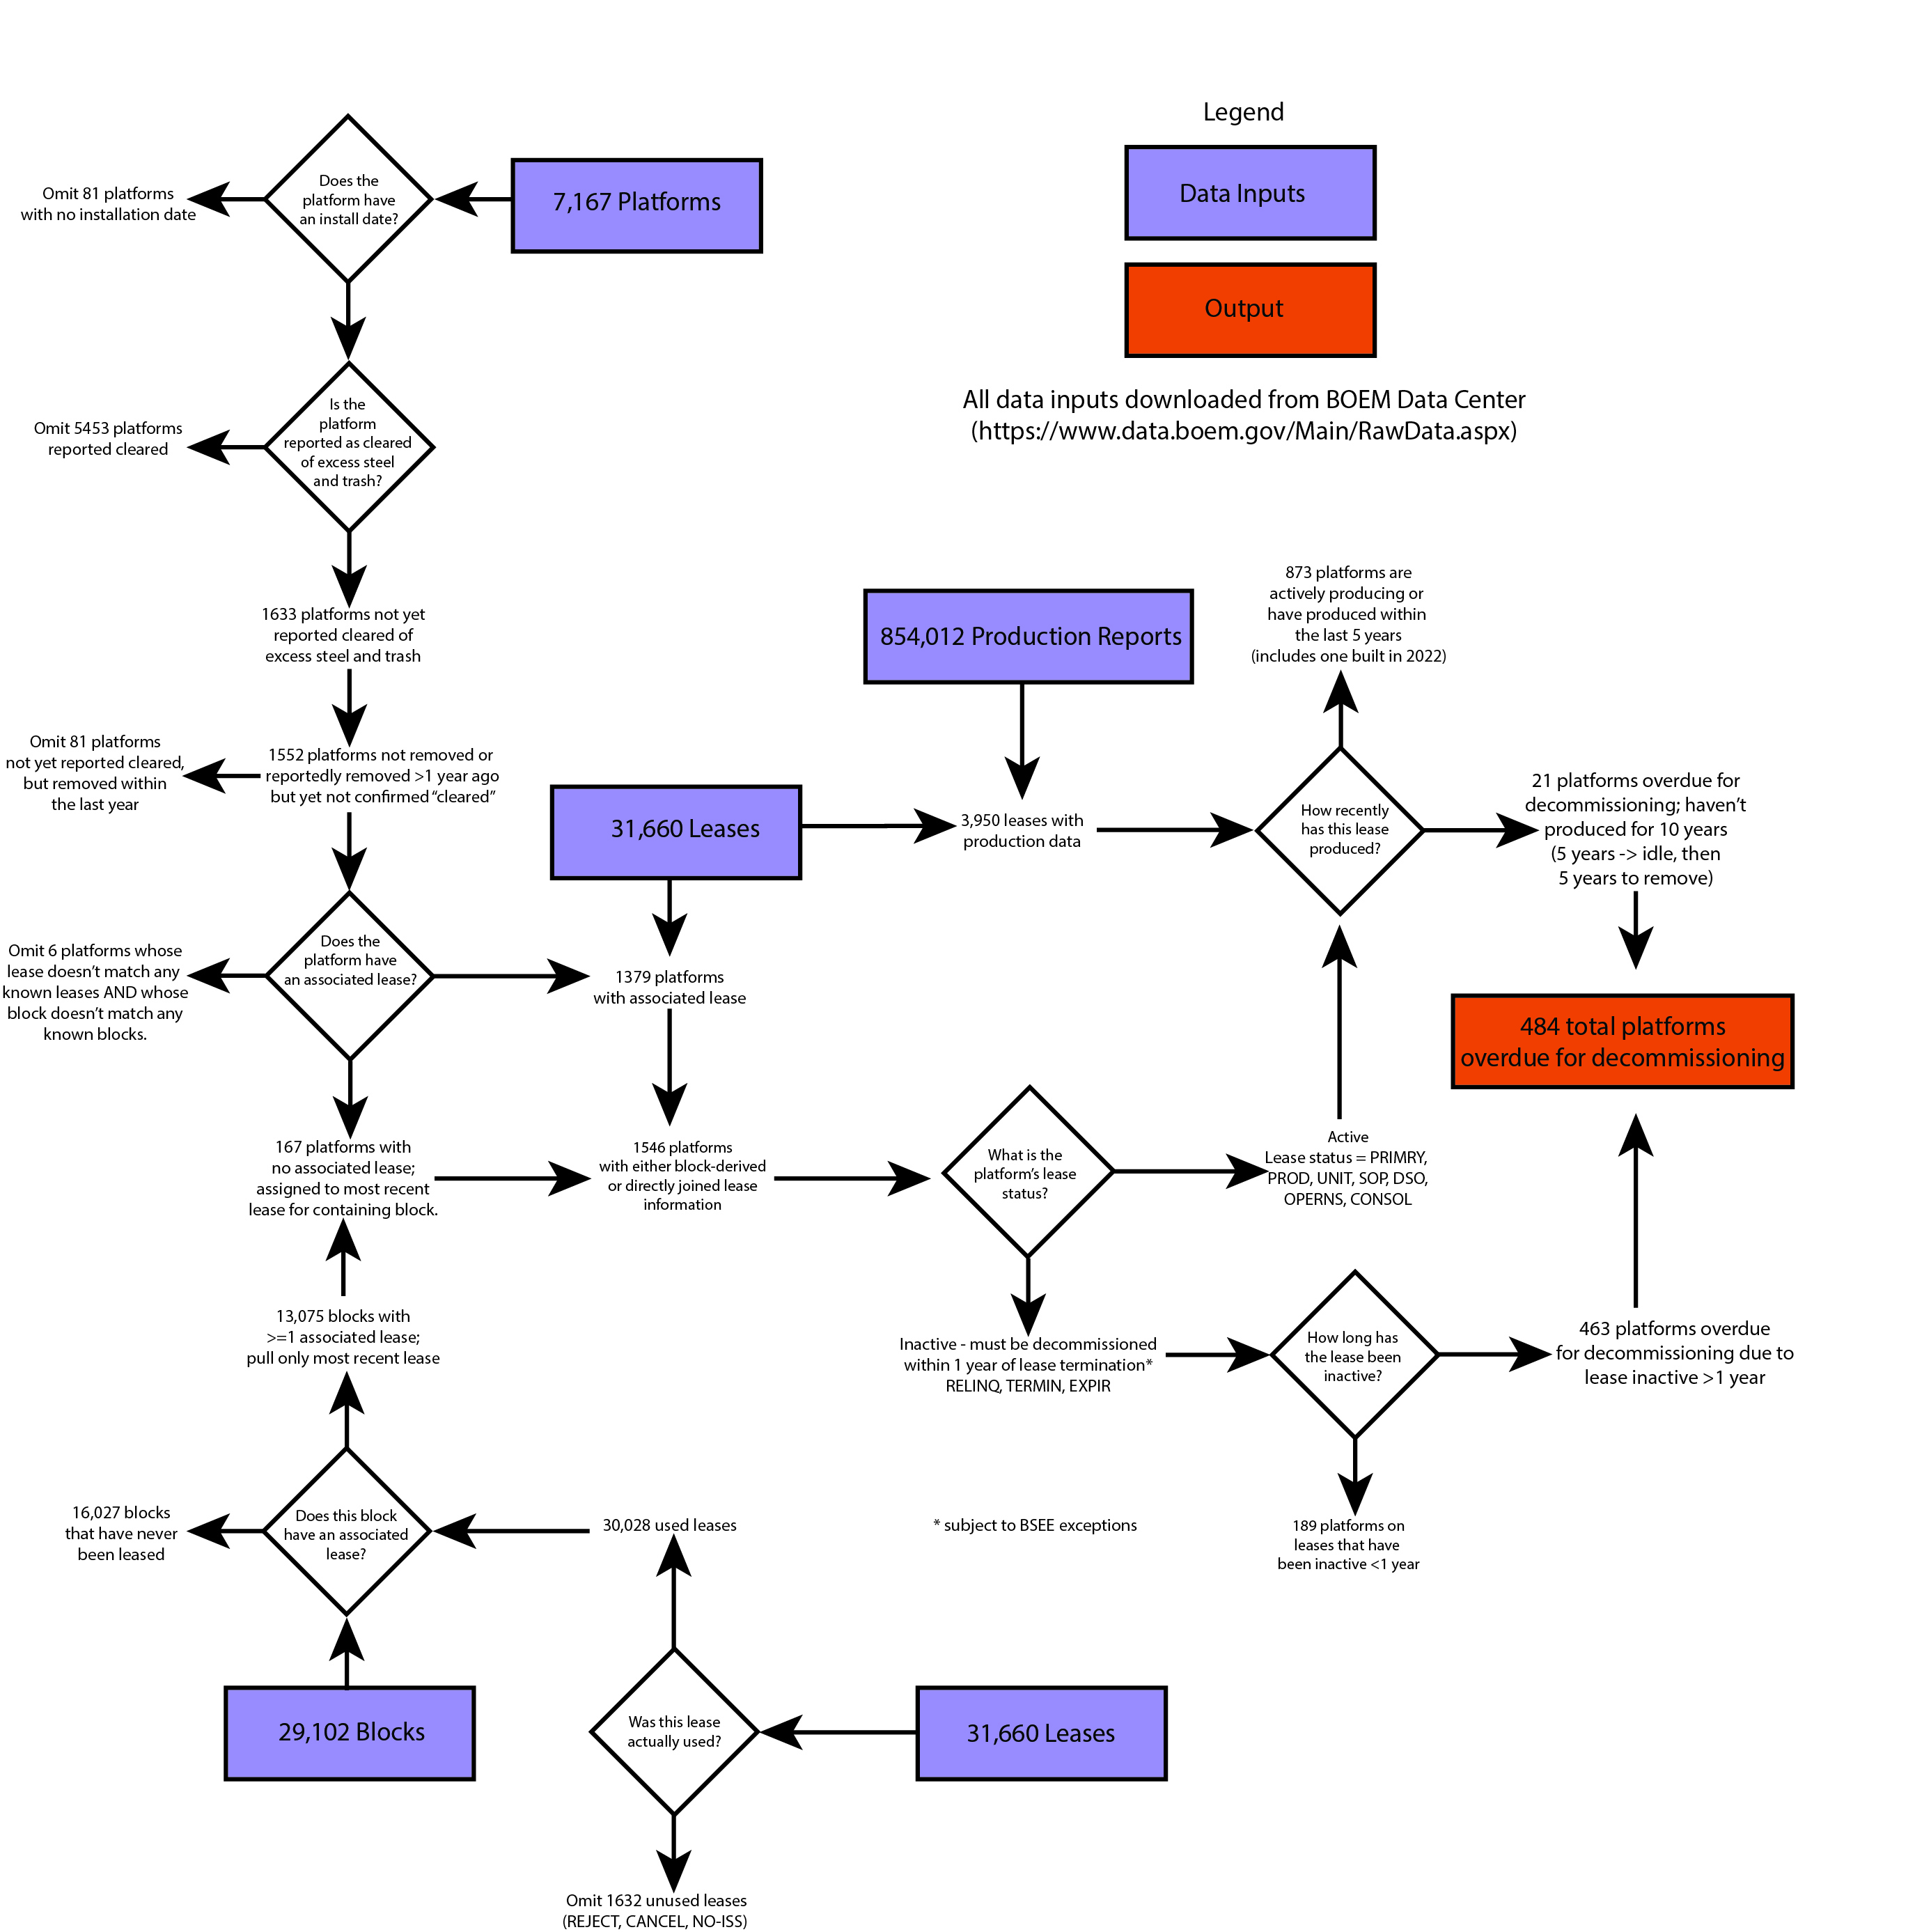 Legend
Data Inputs
Output
All data inputs downloaded from BOEM Data Center
(https://www.data.boem.gov/Main/RawData.aspx)
7,167 Platforms
Does the
platform have
an install date?
Omit 81 platforms
with no installation date
Is the
platform
reported as cleared
of excess steel
and trash?
Omit 5453 platforms
reported cleared
1633 platforms not yet
reported cleared of
excess steel and trash
1552 platforms not removed or
reportedly removed >1 year ago
but yet not confirmed “cleared”
Omit 81 platforms
not yet reported cleared,
but removed within
the last year
Does the
platform have
an associated lease?
Omit 6 platforms whose
lease doesn’t match any
known leases AND whose
block doesn’t match any
known blocks.
31,660 Leases
1379 platforms
with associated lease
854,012 Production Reports
3,950 leases with
production data
873 platforms are
actively producing or
have produced within
the last 5 years
(includes one built in 2022)
How recently
has this lease
produced?
21 platforms overdue for
decommissioning; haven’t
produced for 10 years
(5 years -> idle, then
5 years to remove)
484 total platforms
overdue for decommissioning
167 platforms with
no associated lease;
assigned to most recent
lease for containing block.
1546 platforms
with either block-derived
or directly joined lease
information
What is the
platform’s lease
status?
Active
Lease status = PRIMRY,
PROD, UNIT, SOP, DSO,
OPERNS, CONSOL
Inactive - must be decommissioned
within 1 year of lease termination*
RELINQ, TERMIN, EXPIR
How long has
the lease been
inactive?
463 platforms overdue
for decommissioning due to
lease inactive >1 year
189 platforms on
leases that have
been inactive <1 year
* subject to BSEE exceptions
13,075 blocks with
>=1 associated lease;
pull only most recent lease
Does this block
have an associated
lease?
16,027 blocks
that have never
been leased
30,028 used leases
29,102 Blocks
Was this lease
actually used?
31,660 Leases
Omit 1632 unused leases
(REJECT, CANCEL, NO-ISS)